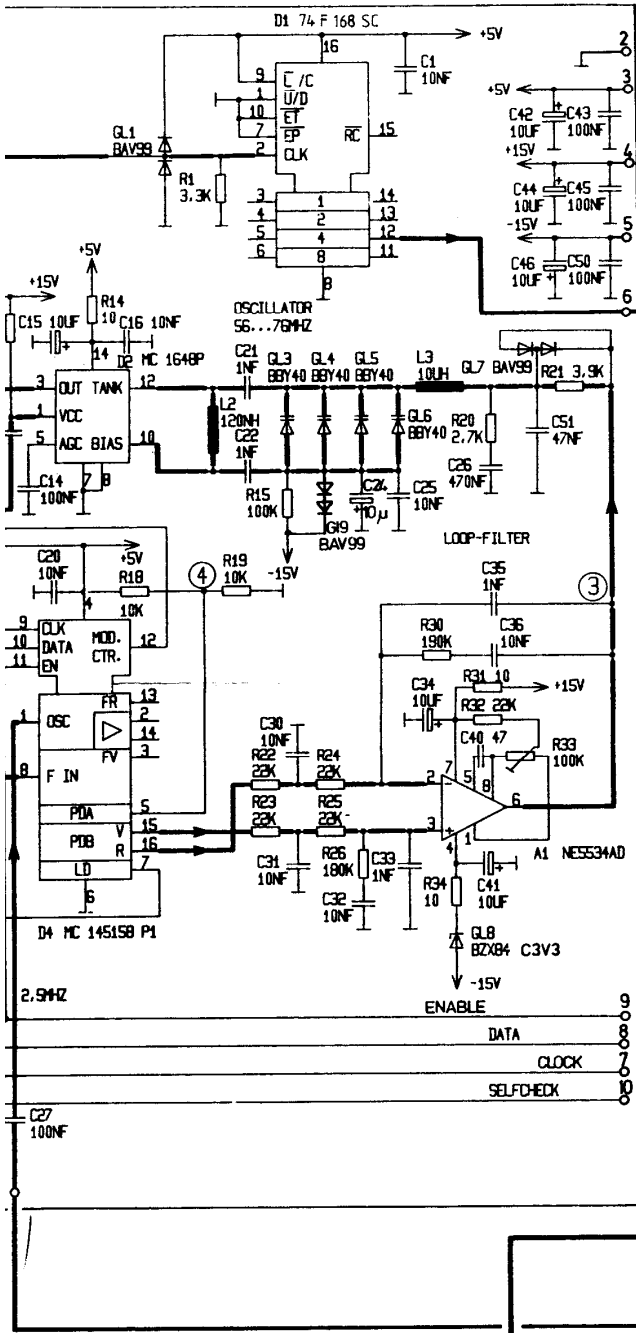 D1 74 F 168 SC
16
+5V
C1
10NF
9 L/C
1 U/D
10 ET
7 EP
2 CLK
RC 15
GL1
BAV99
R1
3,3K
3 1 14
4 2 13
5 4 12
6 8 11
8
2
3
+5V
C42
10UF
+
C43
100NF
4
+15V
C44
10UF
+
C45
100NF
5
-15V
C46
10UF
+
C50
100NF
6
+5V
+15V
R14
10
C15 10UF
+
C16 10NF
14
D2 MC 1648P
3 OUT TANK 12
1 VCC
5 AGC BIAS 10
7 8
C14
100NF
OSCILLATOR
56...76MHZ
C21
1NF
GL3
BBY40
GL4
BBY40
GL5
BBY40
L3
10UH
GL7 BAV99
R21 3,9K
L2
120NH
C22
1NF
GL6
BBY40
R20
2,7K
C51
47NF
C26
470NF
R15
100K
C24
10µ
+
C25
10NF
GL9
BAV99
-15V
LOOP-FILTER
C20
10NF
+5V
4
R18
10K
4
R19
10K
9 CLK
10 DATA
11 EN
MOD.
CTR.
12
FR 13
1 OSC
2
14
FV 3
8 F IN
PDA 5
PDB
V 15
R 16
LD 7
6
D4 MC 145158 P1
C35
1NF
3
R30
180K
C36
10NF
R31 10
+15V
C34
10UF
+
R32 22K
C40 47
R33
100K
7 5 8
C30
10NF
R22
22K
R24
22K
2 -
R23
22K
R25
22K
3 +
6
4 1
A1 NE5534AD
C31
10NF
R26
180K
C33
1NF
C32
10NF
R34
10
C41
10UF
+
GL8
BZX84 C3V3
-15V
2,5MHZ
ENABLE 9
DATA 8
CLOCK 7
SELFCHECK 10
C27
100NF